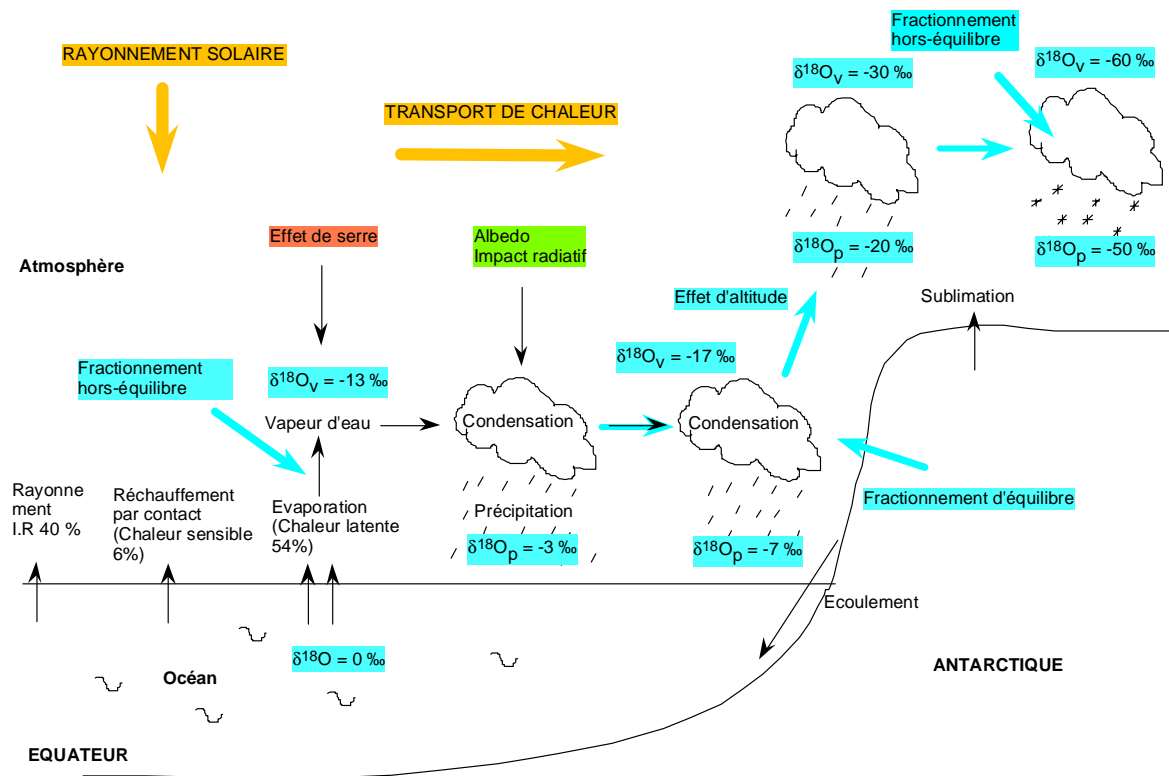 Fractionnement
hors-équilibre
RAYONNEMENT SOLAIRE
δ18Ov = -30 ‰
δ18Ov = -60 ‰
TRANSPORT DE CHALEUR
Effet de serre
Albedo
Impact radiatif
δ18Op = -20 ‰
δ18Op = -50 ‰
Atmosphère
Effet d'altitude
Sublimation
Fractionnement
hors-équilibre
δ18Ov = -13 ‰
δ18Ov = -17 ‰
Vapeur d'eau
Condensation
Condensation
Rayonne
ment
I.R 40 %
Réchauffement
par contact
(Chaleur sensible
6%)
Evaporation
(Chaleur latente
54%)
Précipitation
δ18Op = -3 ‰
δ18Op = -7 ‰
Fractionnement d'équilibre
Ecoulement
δ18O = 0 ‰
Océan
ANTARCTIQUE
EQUATEUR